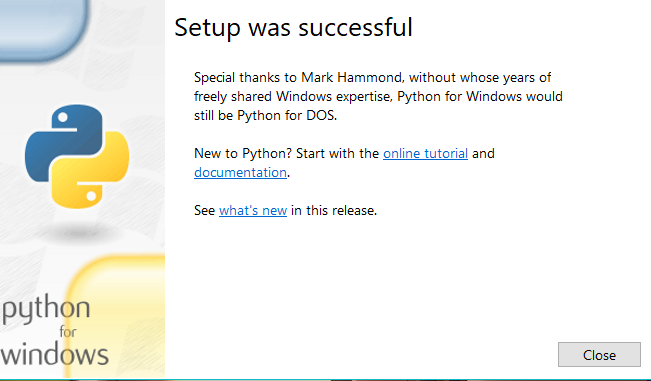 Setup was successful
Special thanks to Mark Hammond, without whose years of
freely shared Windows expertise, Python for Windows would
still be Python for DOS.
New to Python? Start with the online tutorial and
documentation.
See what's new in this release.
python
for
windows
Close